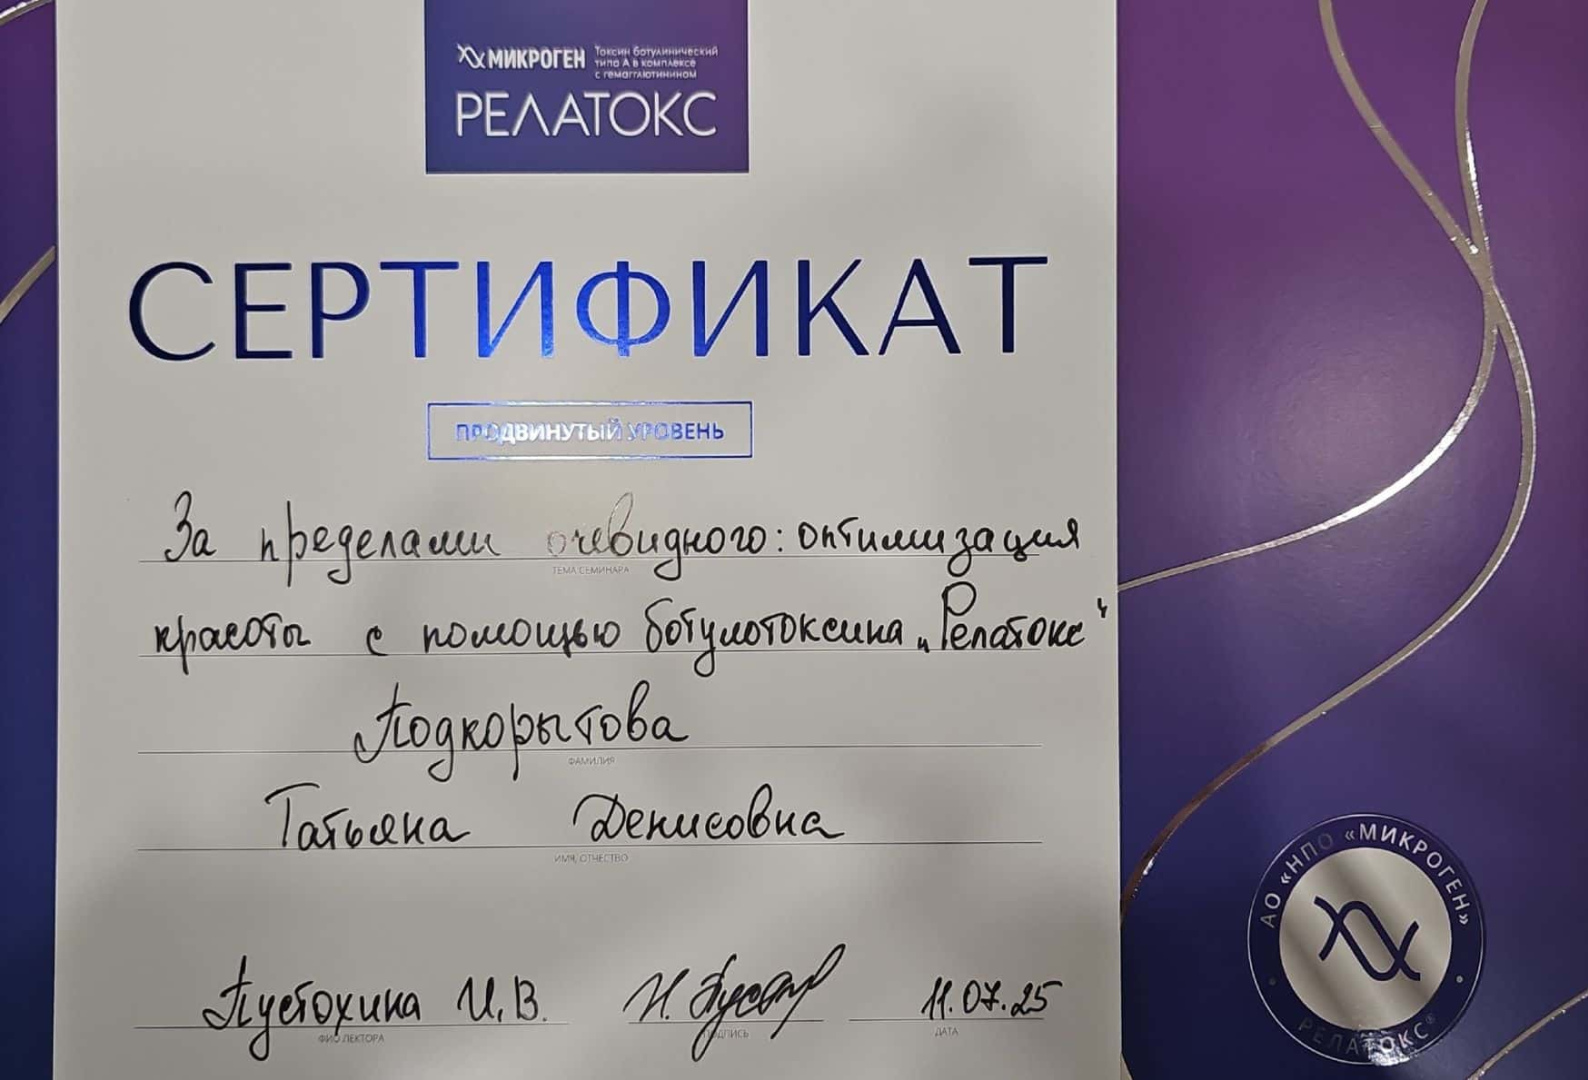 МИКРОГЕН
Токсин ботулинический
типа А в комплексе
с гемагглютинином
РЕЛАТОКС
СЕРТИФИКАТ
ПРОДВИНУТЫЙ УРОВЕНЬ
За пределами очевидного: оптимизация
ТЕМА СЕМИНАРА
красоты с помощью ботулотоксина „Релатокс"
Подкорытова
ФАМИЛИЯ
Татьяна Денисовна
ИМЯ, ОТЧЕСТВО
Пустохина И.В.
11.07.25
ФИО ЛЕКТОРА
ПОДПИСЬ
ДАТА
АО «НПО «МИКРОГЕН»
РЕЛАТОКС®